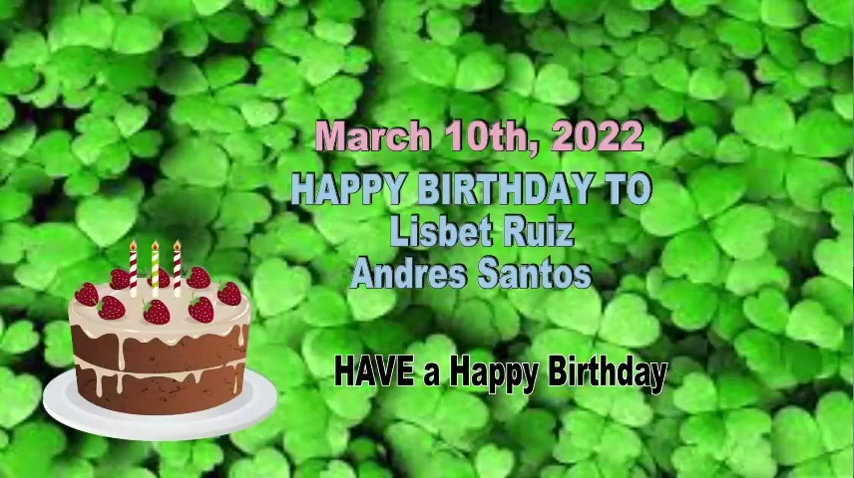 March 10th, 2022
HAPPY BIRTHDAY TO
Lisbet Ruiz
Andres Santos
HAVE a Happy Birthday